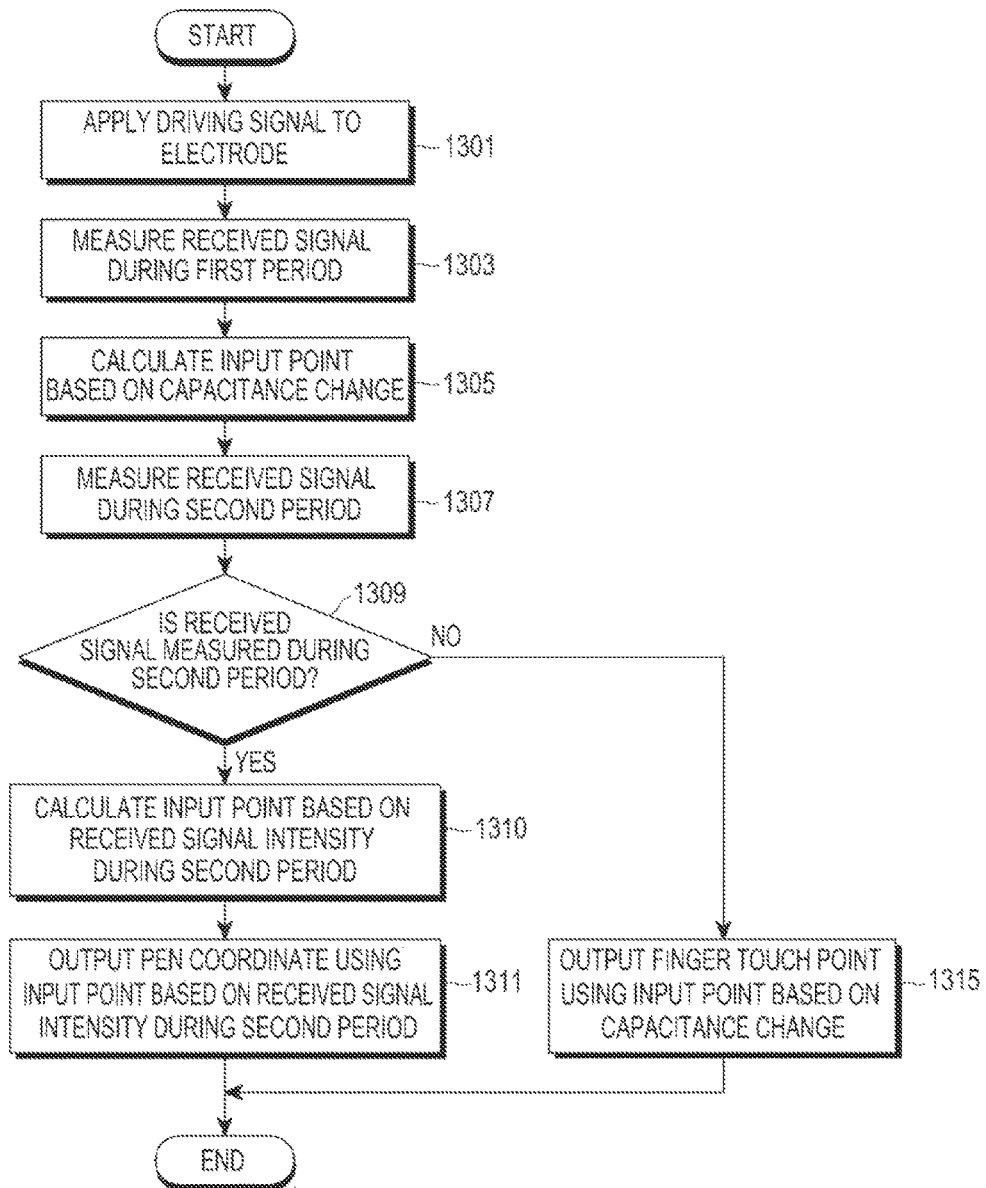 START
APPLY DRIVING SIGNAL TO
ELECTRODE
1301
MEASURE RECEIVED SIGNAL
DURING FIRST PERIOD
1303
CALCULATE INPUT POINT
BASED ON CAPACITANCE CHANGE
1305
MEASURE RECEIVED SIGNAL
DURING SECOND PERIOD
1307
1309
IS RECEIVED
SIGNAL MEASURED DURING
SECOND PERIOD?
NO
YES
CALCULATE INPUT POINT BASED ON
RECEIVED SIGNAL INTENSITY
DURING SECOND PERIOD
1310
OUTPUT PEN COORDINATE USING
INPUT POINT BASED ON RECEIVED SIGNAL
INTENSITY DURING SECOND PERIOD
1311
OUTPUT FINGER TOUCH POINT
USING INPUT POINT BASED ON
CAPACITANCE CHANGE
1315
END